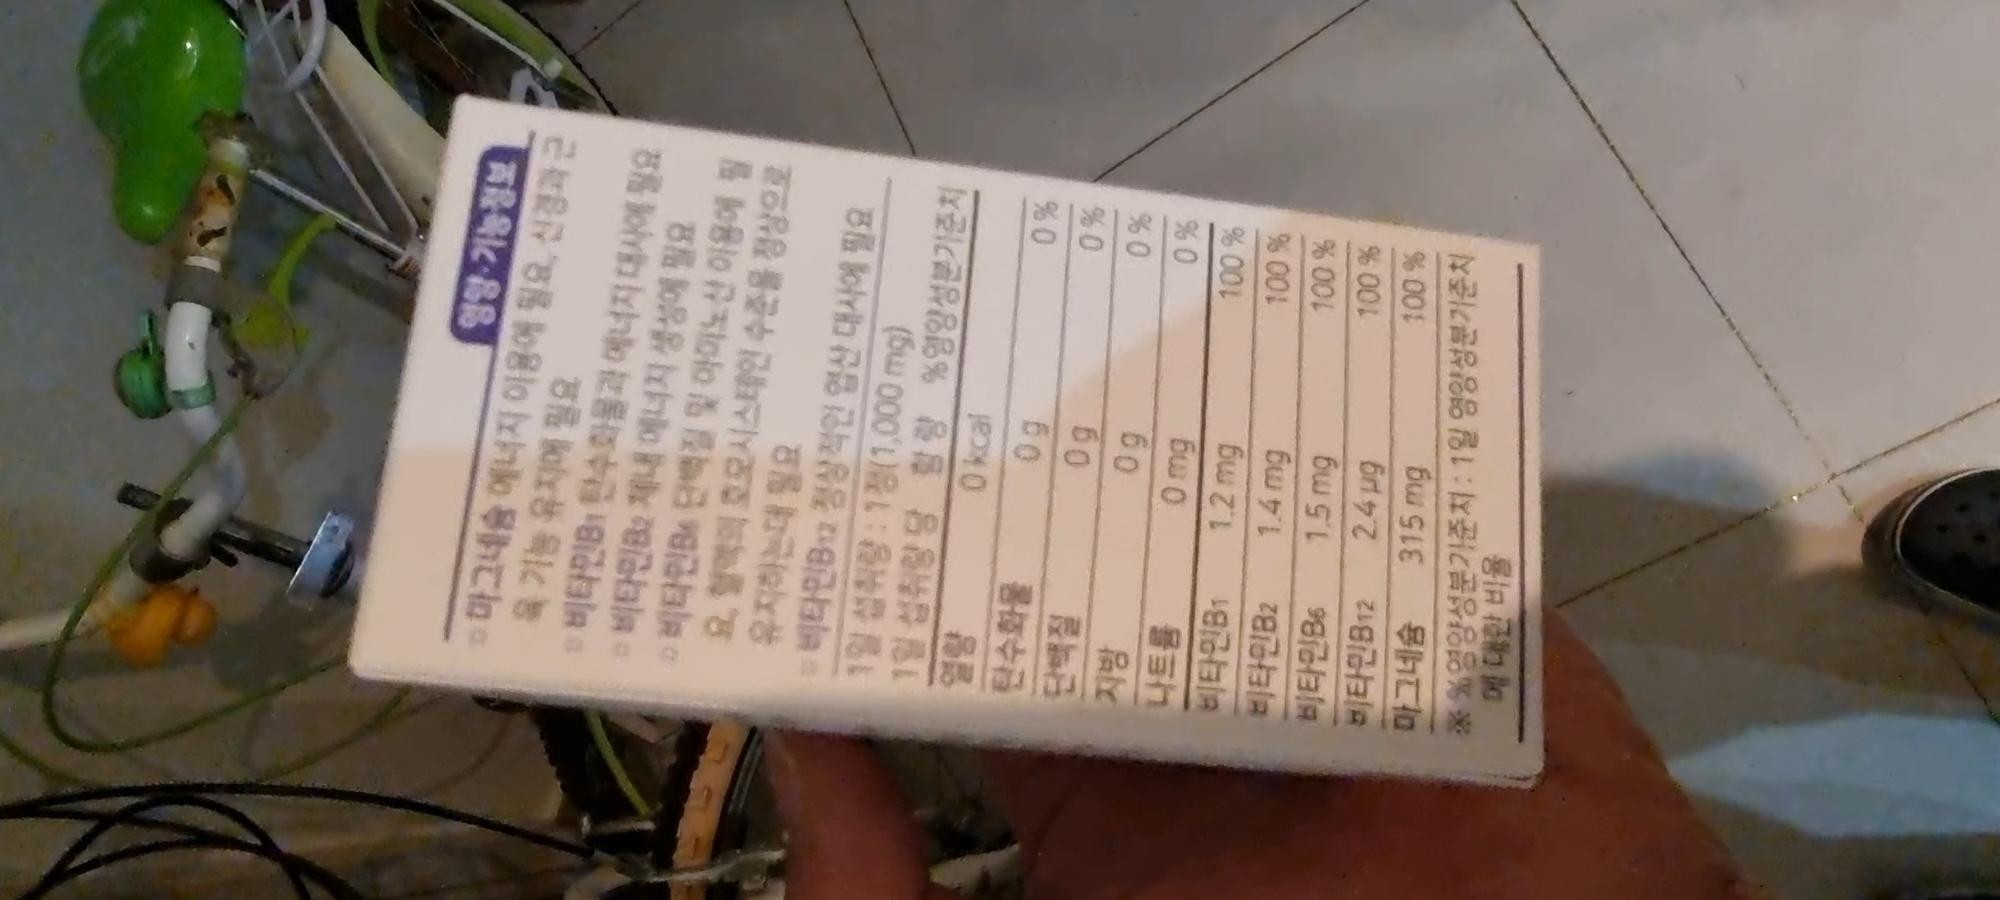 영양·기능정보
◦ 마그네슘 에너지 이용에 필요, 신경과 근
육 기능 유지에 필요
◦ 비타민B1 탄수화물과 에너지 대사에 필요
◦ 비타민B2 체내 에너지 생성에 필요
◦ 비타민B6 단백질 및 아미노산 이용에 필
요, 혈액의 호모시스테인 수준을 정상으로
유지하는데 필요
◦ 비타민B12 정상적인 엽산 대사에 필요
1일 섭취량 : 1정(1,000 mg)
1일 섭취량 당 함 량 %영양성분기준치
열량 0 kcal
탄수화물 0 g 0 %
단백질 0 g 0 %
지방 0 g 0 %
나트륨 0 mg 0 %
비타민B1 1.2 mg 100 %
비타민B2 1.4 mg 100 %
비타민B6 1.5 mg 100 %
비타민B12 2.4 μg 100 %
마그네슘 315 mg 100 %
※ %영양성분기준치 : 1일 영양성분기준치
에 대한 비율